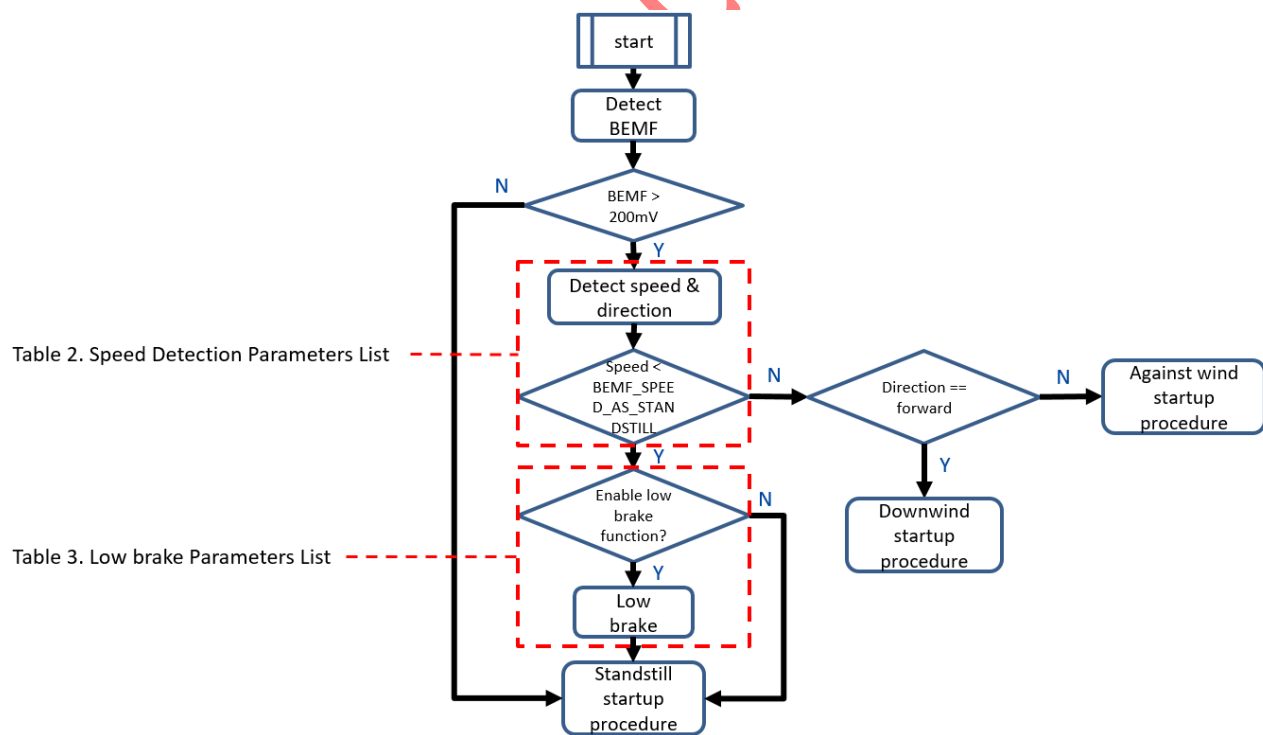 start
Detect
BEMF
N
BEMF >
200mV
Y
Detect speed &
direction
Table 2. Speed Detection Parameters List
Speed <
BEMF_SPEE
D_AS_STAN
DSTILL
N
Direction ==
forward
N
Against wind
startup
procedure
Y
Y
Enable low
brake
function?
N
Downwind
startup
procedure
Table 3. Low brake Parameters List
Y
Low
brake
Standstill
startup
procedure